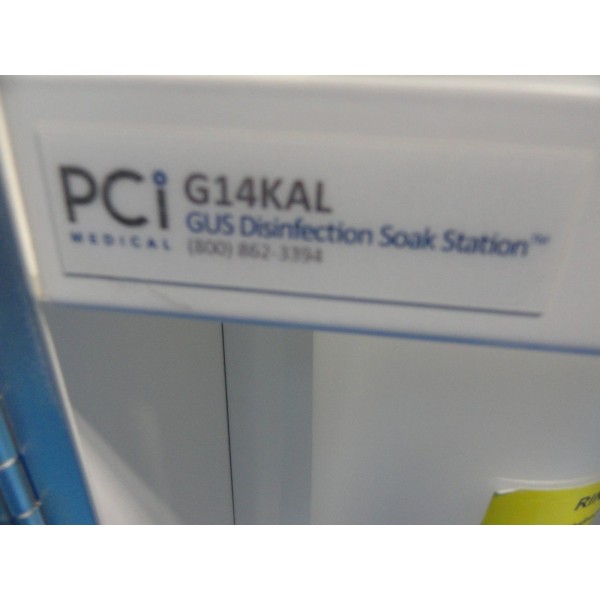 PCi
MEDICAL
G14KAL
GUS Disinfection Soak Station™
(800) 862-3394